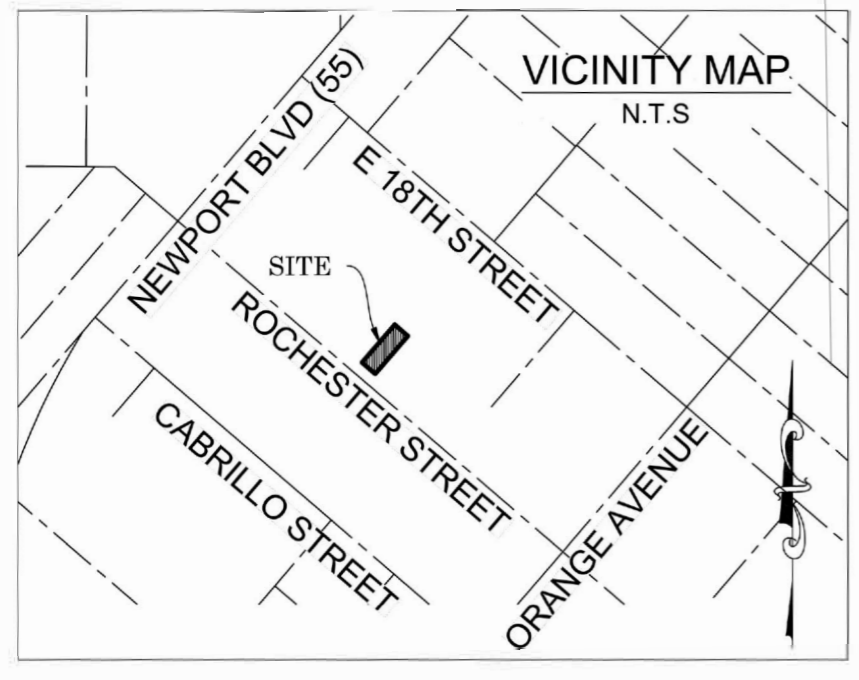 VICINITY MAP
N.T.S
NEWPORT BLVD (55)
E 18TH STREET
SITE
ROCHESTER STREET
CABRILLO STREET
ORANGE AVENUE